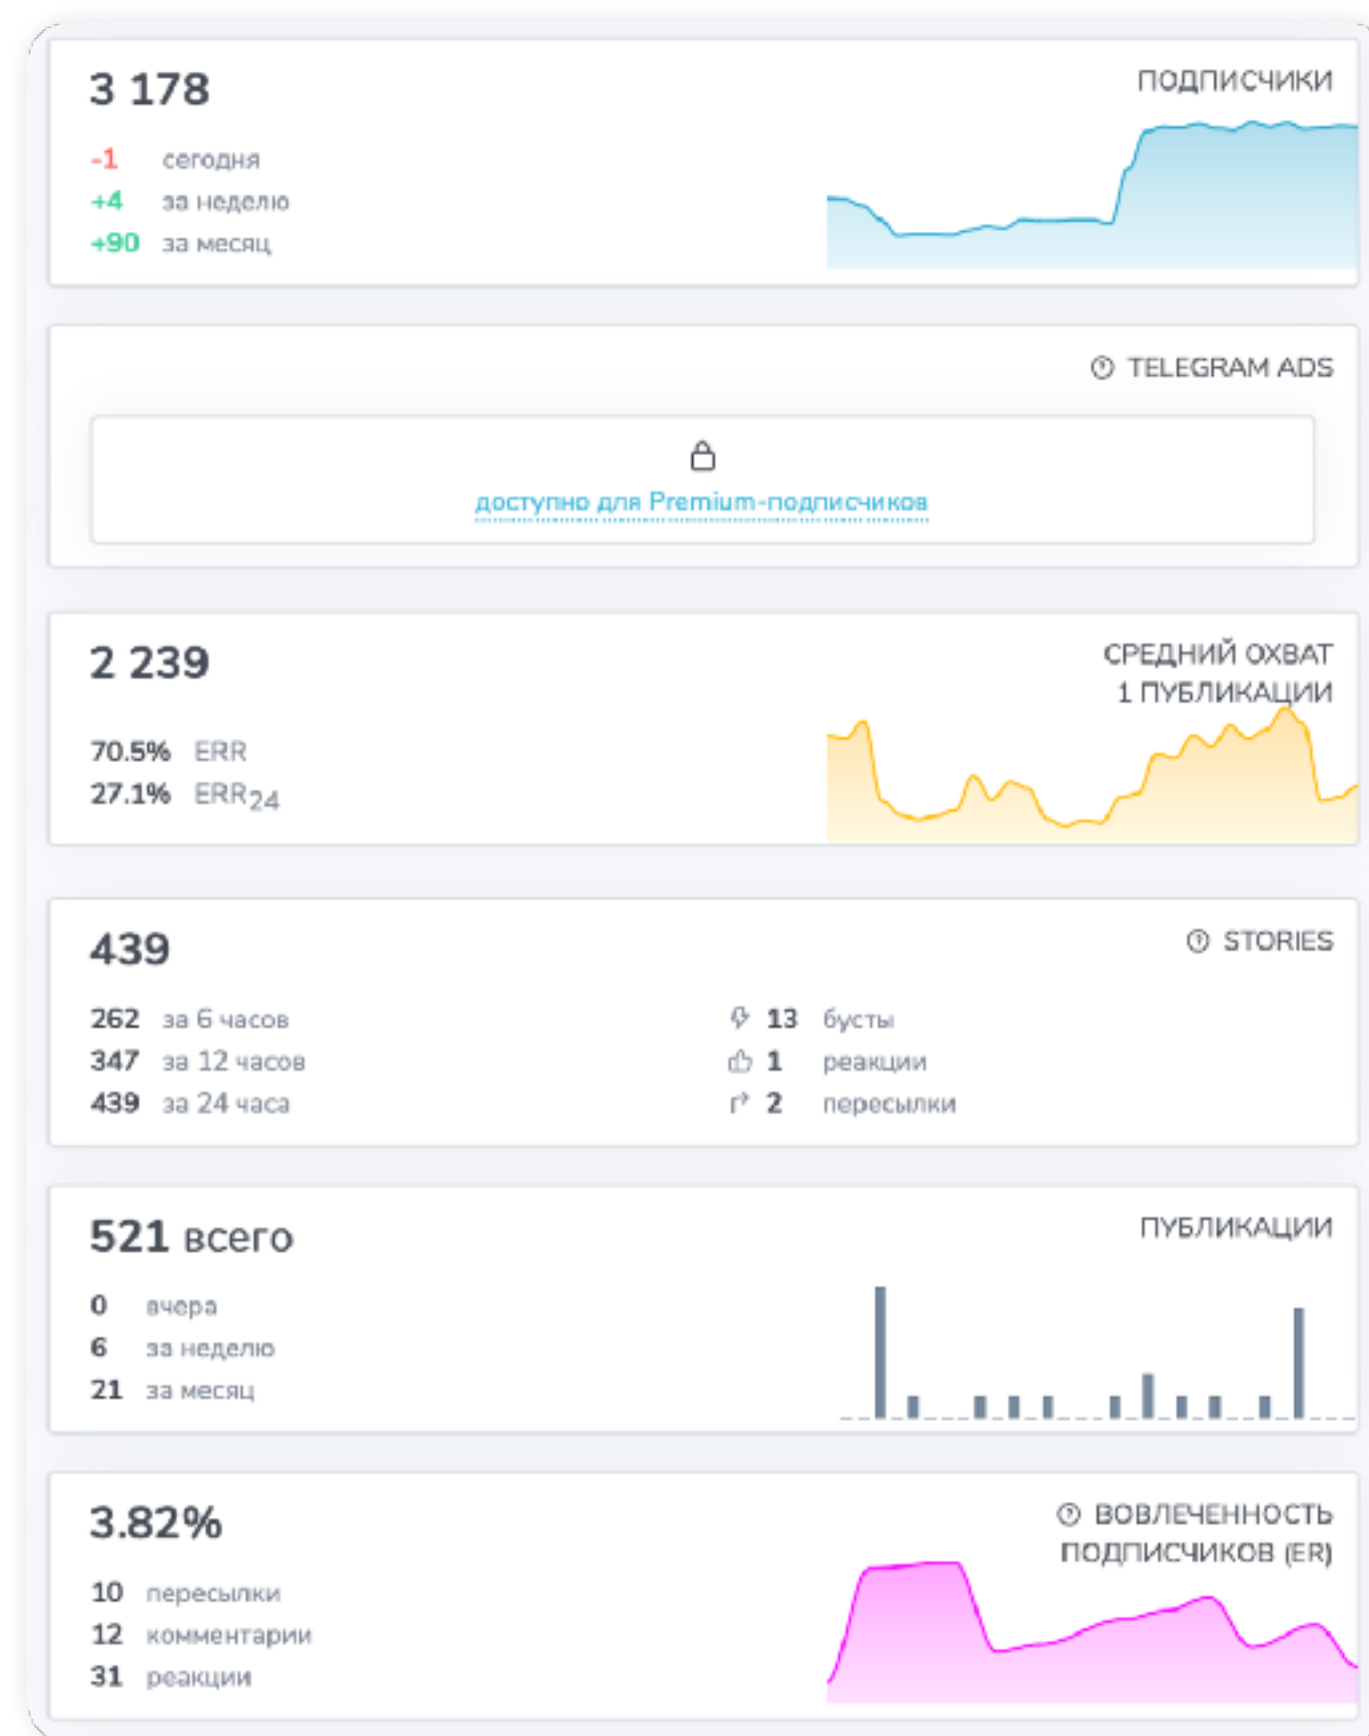 3 178
ПОДПИСЧИКИ
-1 сегодня
+4 за неделю
+90 за месяц
TELEGRAM ADS
доступно для Premium-подписчиков
2 239
СРЕДНИЙ ОХВАТ
1 ПУБЛИКАЦИИ
70.5% ERR
27.1% ERR24
439
STORIES
262 за 6 часов
13 бусты
347 за 12 часов
1 реакции
439 за 24 часа
2 пересылки
521 всего
ПУБЛИКАЦИИ
0 вчера
6 за неделю
21 за месяц
3.82%
ВОВЛЕЧЕННОСТЬ
ПОДПИСЧИКОВ (ER)
10 пересылки
12 комментарии
31 реакции